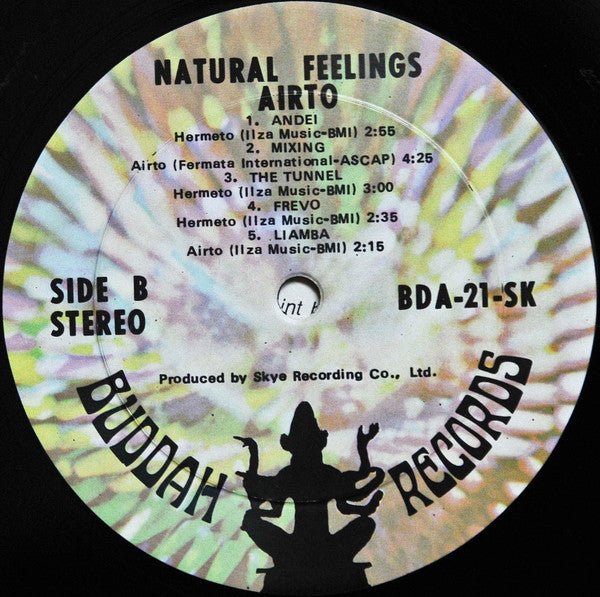 NATURAL FEELINGS
AIRTO
1. ANDEI
Hermeto (Ilza Music-BMI) 2:55
2. MIXING
Airto (Fermata International-ASCAP) 4:25
3. THE TUNNEL
Hermeto (Ilza Music-BMI) 3:00
4. FREVO
Hermeto (Ilza Music-BMI) 2:35
5. LIAMBA
Airto (Ilza Music-BMI) 2:15
SIDE B
STEREO
BDA-21-SK
Produced by Skye Recording Co., Ltd.
BUDDAH RECORDS